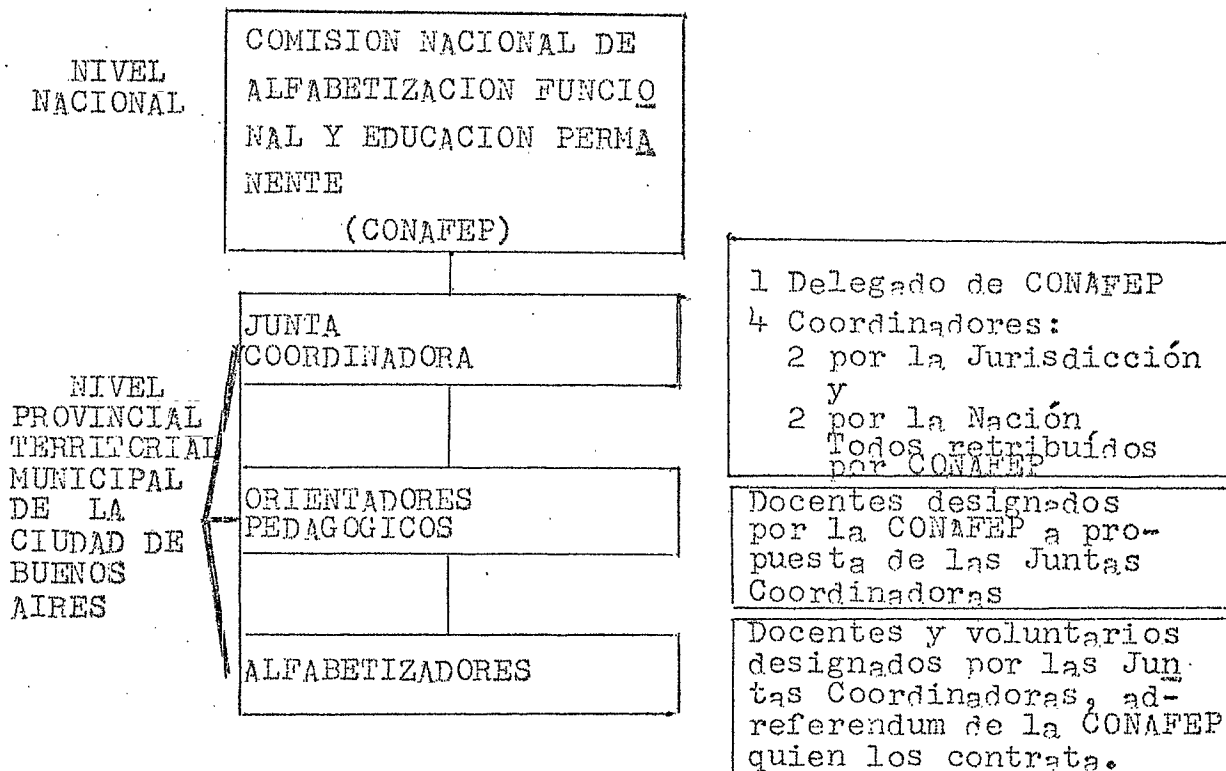 NIVEL
NACIONAL
COMISION NACIONAL DE
ALFABETIZACION FUNCIO
NAL Y EDUCACION PERMA
NENTE
(CONAFEP)
NIVEL
PROVINCIAL
TERRITORIAL
MUNICIPAL
DE LA
CIUDAD DE
BUENOS
AIRES
JUNTA
COORDINADORA
1 Delegado de CONAFEP
4 Coordinadores:
2 por la Jurisdicción
y
2 por la Nación
Todos retribuídos
por CONAFEP
ORIENTADORES
PEDAGOGICOS
Docentes designados
por la CONAFEP a pro-
puesta de las Juntas
Coordinadoras
ALFABETIZADORES
Docentes y voluntarios
designados por las Jun
tas Coordinadoras, ad-
referendum de la CONAFEP
quien los contrata.